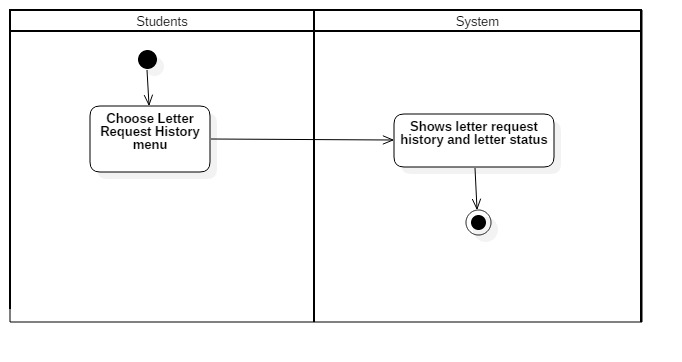 Students
System
Choose Letter
Request History
menu
Shows letter request
history and letter status